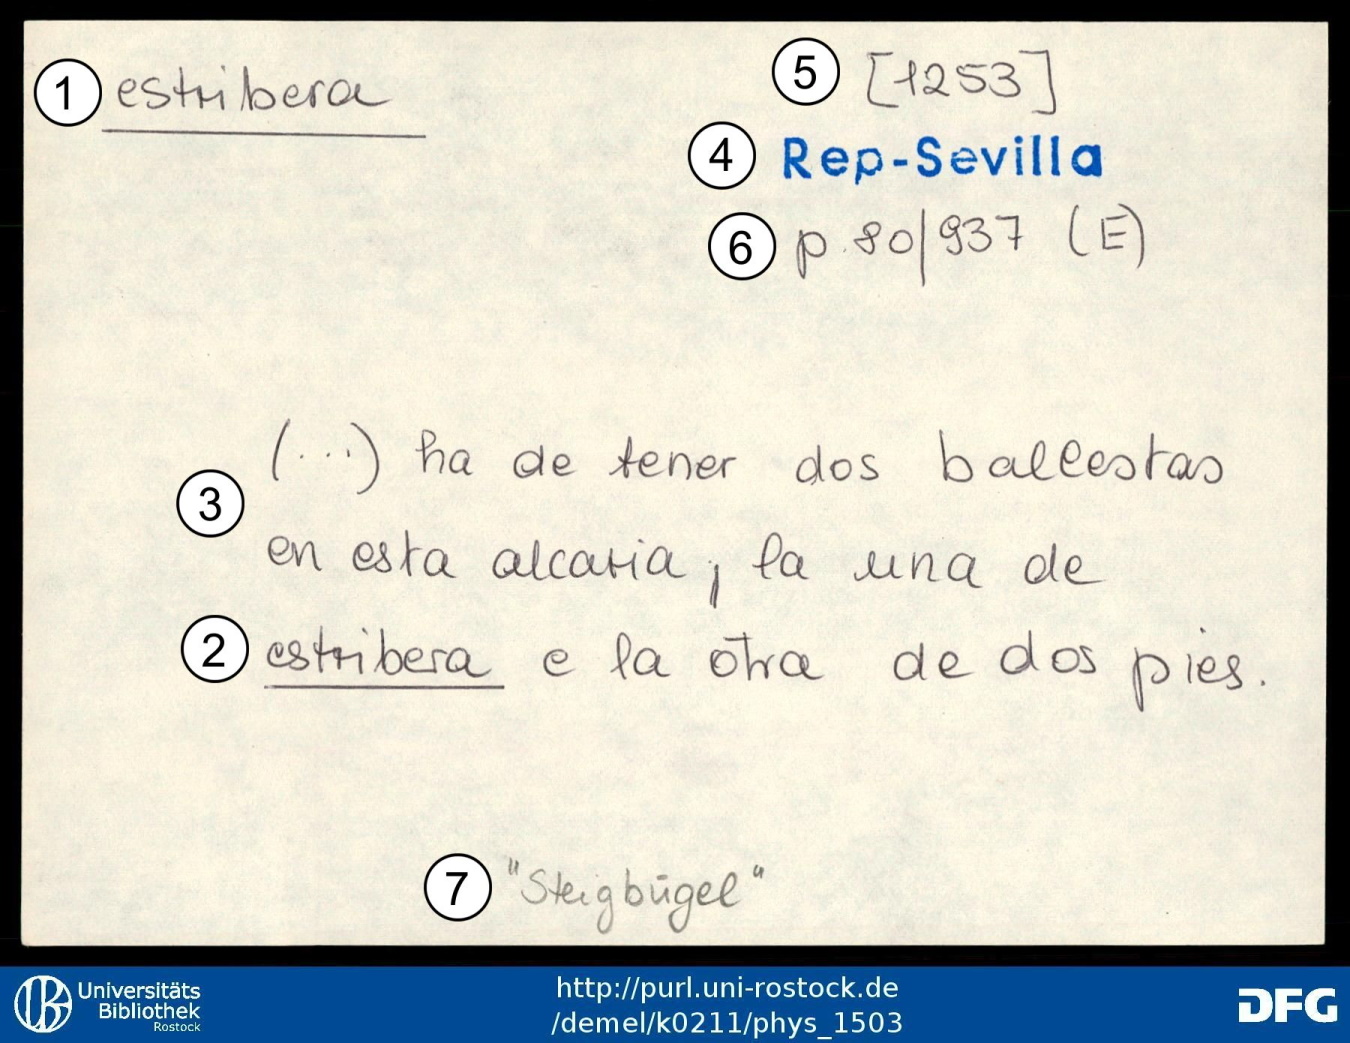 1 estribera
5 [1253]
4 Rep-Sevilla
6 p. 80/937 (E)
(...) ha de tener dos ballestas
3
en esta alcaria, la una de
2 estribera e la otra de dos pies.
7 "Steigbügel"
Universitäts
Bibliothek
Rostock
http://purl.uni-rostock.de
/demel/k0211/phys_1503
DFG